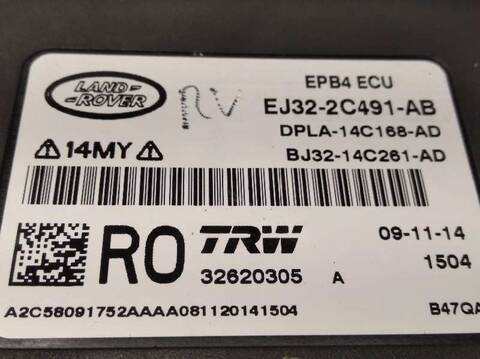 LAND-
-ROVER
RV
EPB4 ECU
EJ32-2C491-AB
DPLA-14C168-AD
⚠14MY⚠
BJ32-14C261-AD
RO
TRW
09-11-14
32620305 A
1504
A2C58091752AAAA081120141504
B47QA